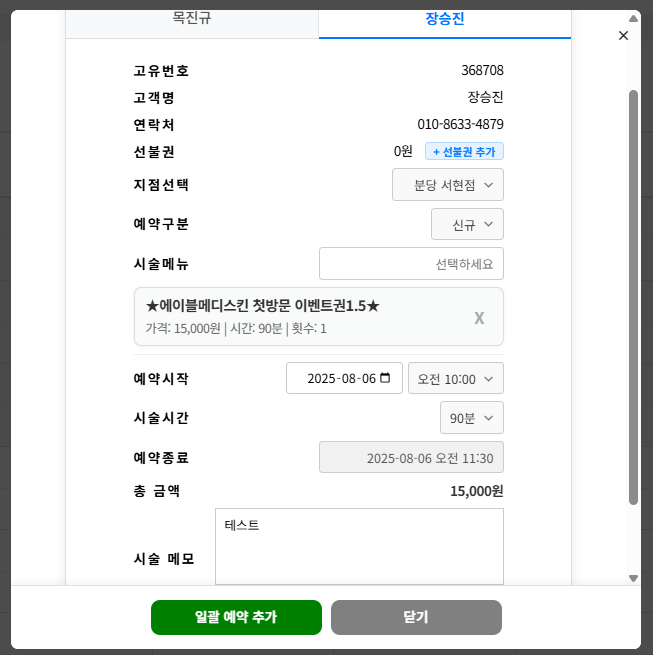 목진규 장승진
×
고유번호 368708
고객명 장승진
연락처 010-8633-4879
선불권 0원 + 선불권 추가
지점선택 분당 서현점
예약구분 신규
시술메뉴 선택하세요
★에이블메디스킨 첫방문 이벤트권1.5★
가격: 15,000원 | 시간: 90분 | 횟수: 1
X
예약시작 2025-08-06 오전 10:00
시술시간 90분
예약종료 2025-08-06 오전 11:30
총 금액 15,000원
시술 메모 테스트
일괄 예약 추가 닫기